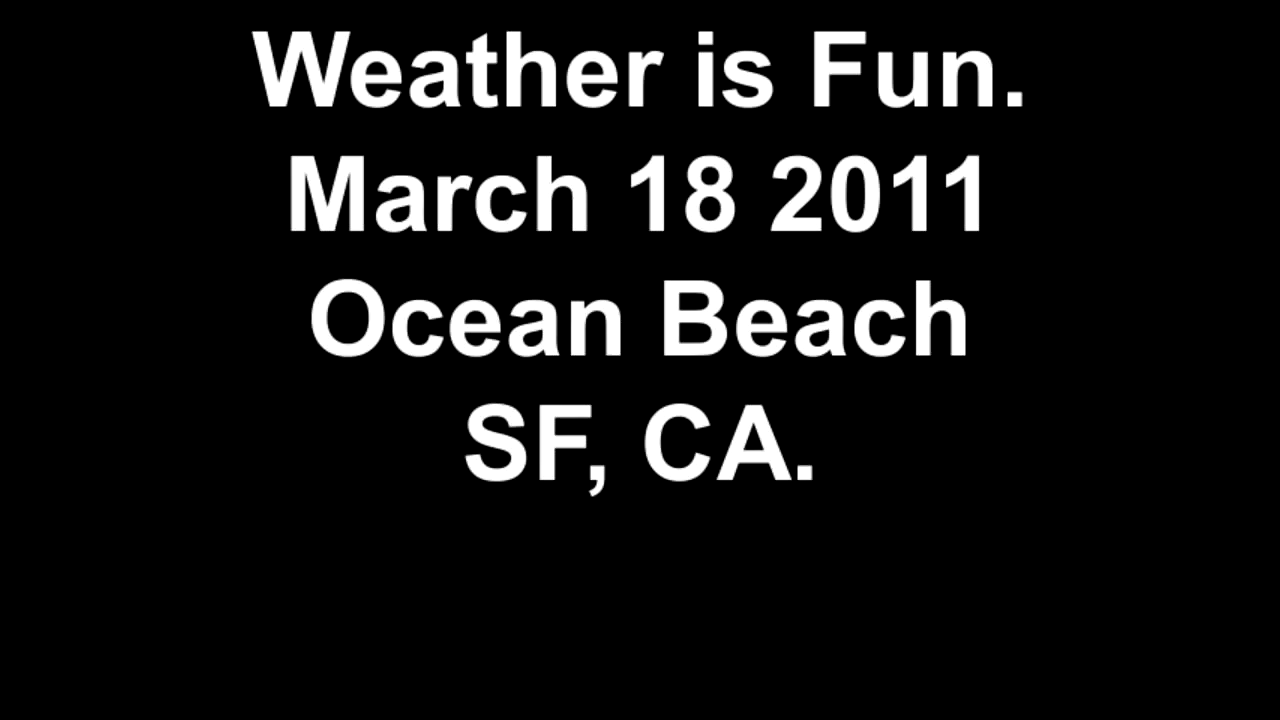 Weather is Fun.
March 18 2011
Ocean Beach
SF, CA.